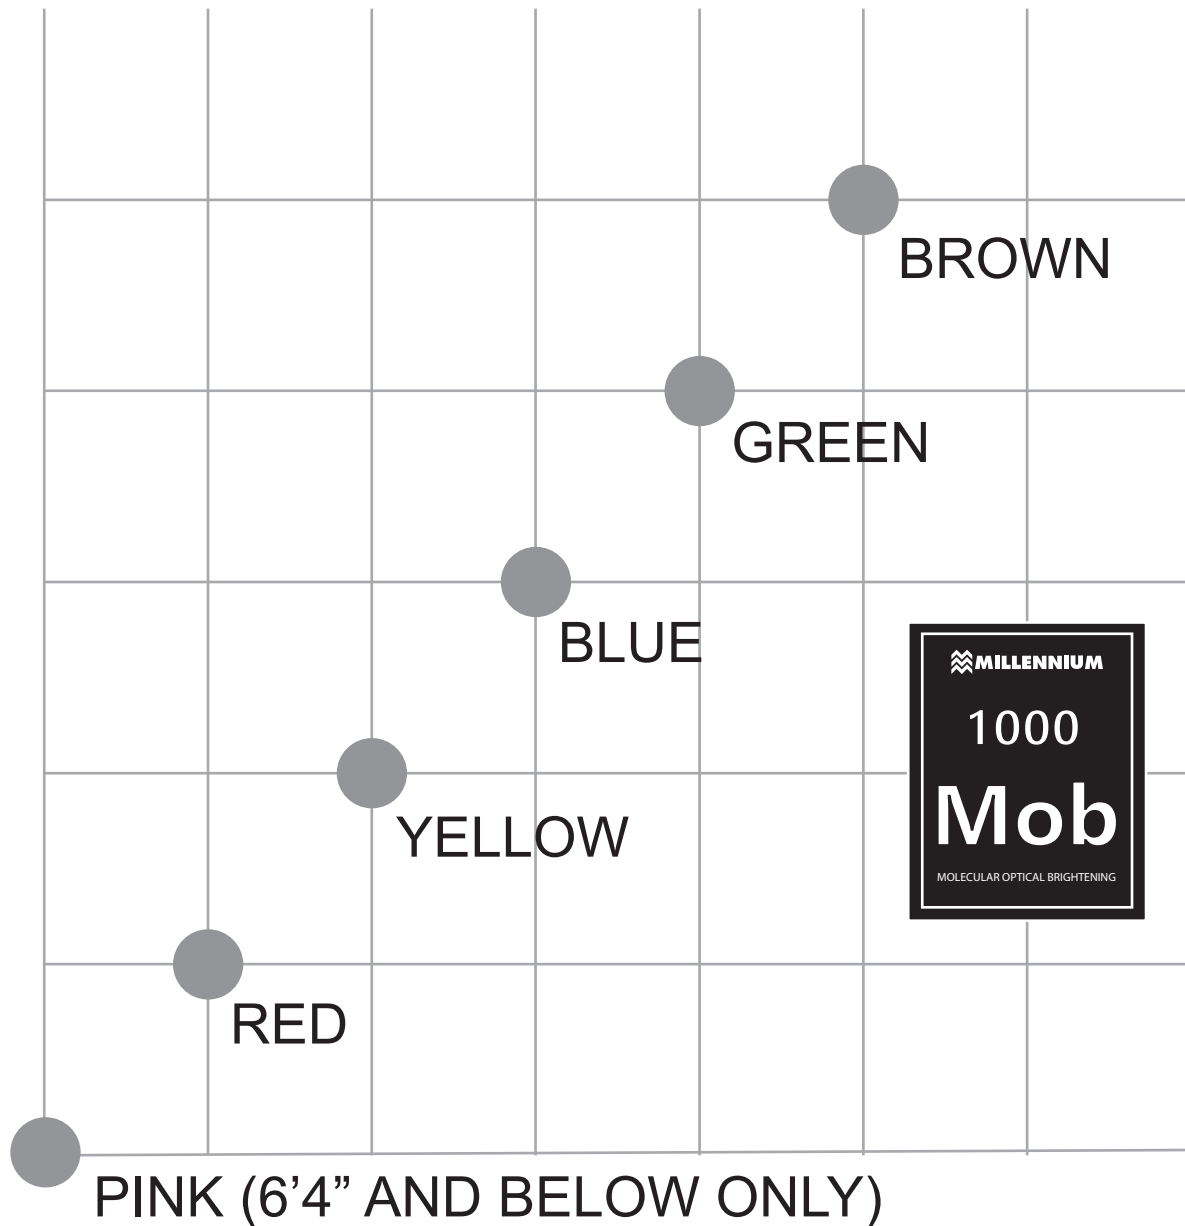 BROWN
GREEN
BLUE
MILLENNIUM
1000
Mob
MOLECULAR OPTICAL BRIGHTENING
YELLOW
RED
PINK (6’4” AND BELOW ONLY)